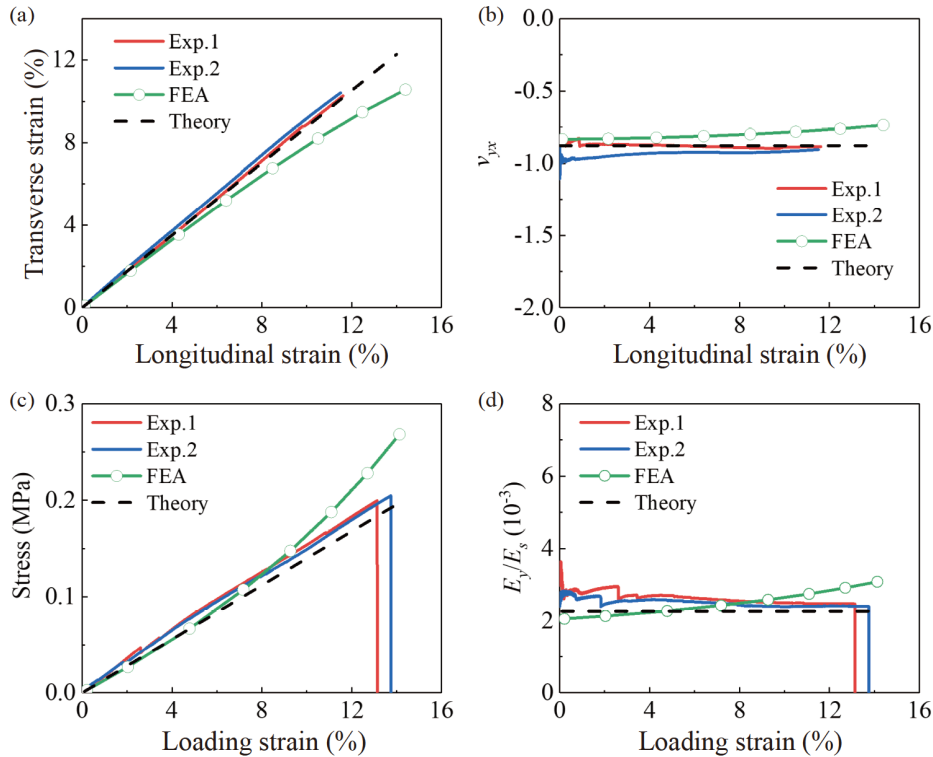 (a)
Transverse strain (%)
12
8
4
0
Exp.1
Exp.2
FEA
Theory
0 4 8 12 16
Longitudinal strain (%)
(b)
ν_yx
0.0
-0.5
-1.0
-1.5
-2.0
Exp.1
Exp.2
FEA
Theory
0 4 8 12 16
Longitudinal strain (%)
(c)
Stress (MPa)
0.3
0.2
0.1
0.0
Exp.1
Exp.2
FEA
Theory
0 4 8 12 16
Loading strain (%)
(d)
E_y/E_s (10^-3)
8
6
4
2
0
Exp.1
Exp.2
FEA
Theory
0 4 8 12 16
Loading strain (%)